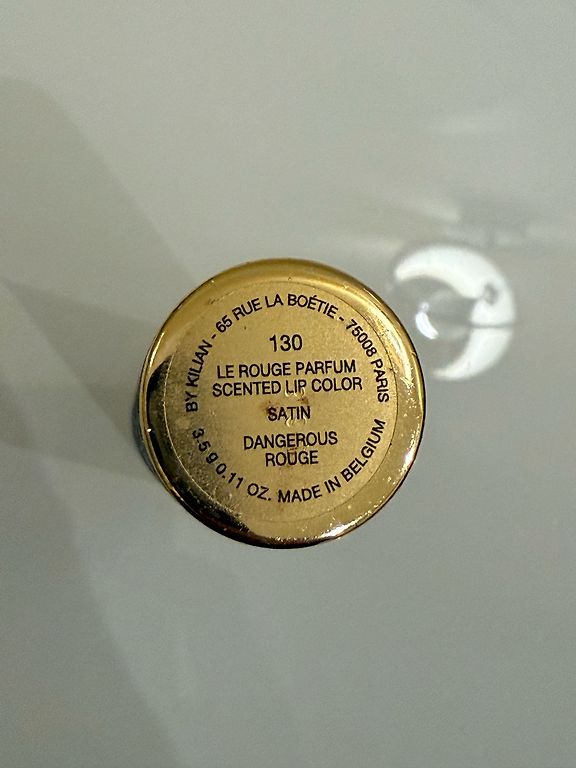 BY KILIAN - 65 RUE LA BOÉTIE - 75008 PARIS
130
LE ROUGE PARFUM
SCENTED LIP COLOR
SATIN
DANGEROUS
ROUGE
3.5 g 0.11 OZ. MADE IN BELGIUM